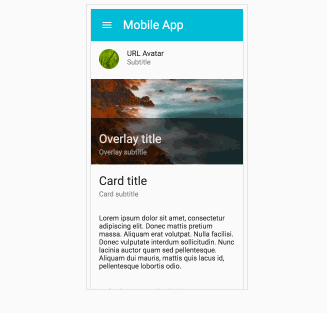 Mobile App
URL Avatar
Subtitle
Overlay title
Overlay subtitle
Card title
Card subtitle
Lorem ipsum dolor sit amet, consectetur
adipiscing elit. Donec mattis pretium
massa. Aliquam erat volutpat. Nulla facilisi.
Donec vulputate interdum sollicitudin. Nunc
lacinia auctor quam sed pellentesque.
Aliquam dui mauris, mattis quis lacus id,
pellentesque lobortis odio.